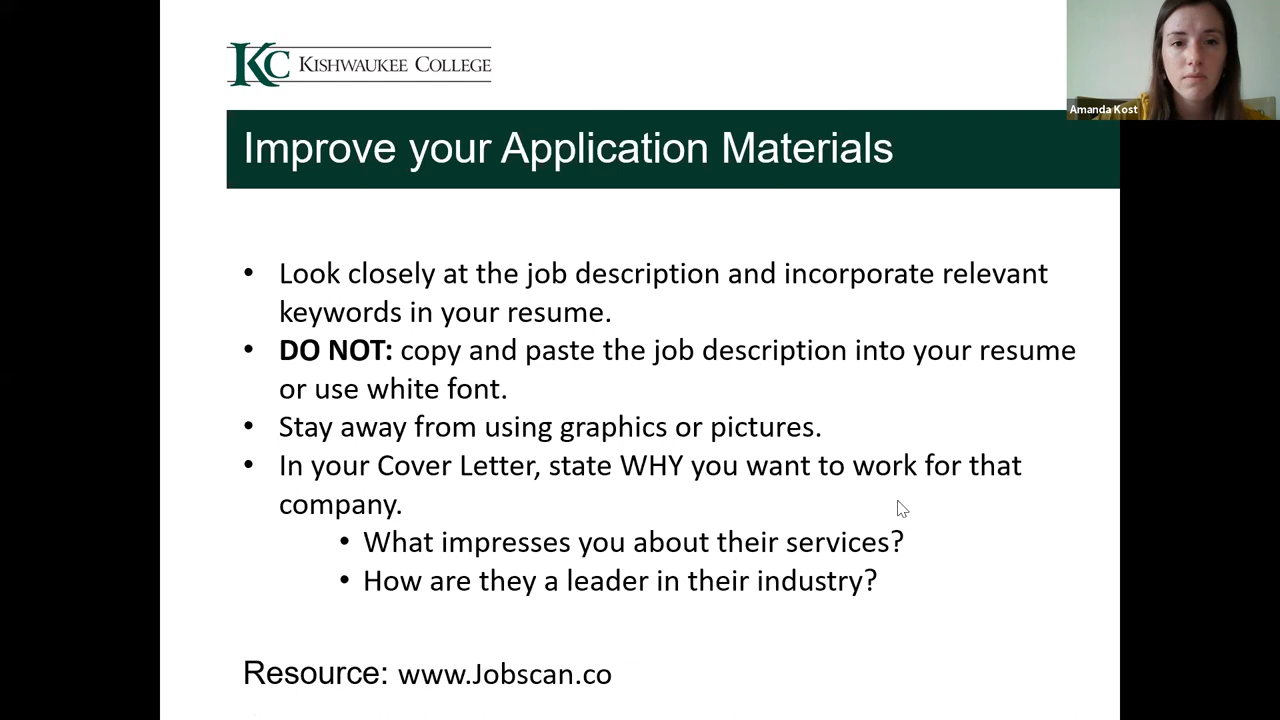 KC KISHWAUKEE COLLEGE
Amanda Kost
Improve your Application Materials
• Look closely at the job description and incorporate relevant
keywords in your resume.
• DO NOT: copy and paste the job description into your resume
or use white font.
• Stay away from using graphics or pictures.
• In your Cover Letter, state WHY you want to work for that
company.
• What impresses you about their services?
• How are they a leader in their industry?
Resource: www.Jobscan.co